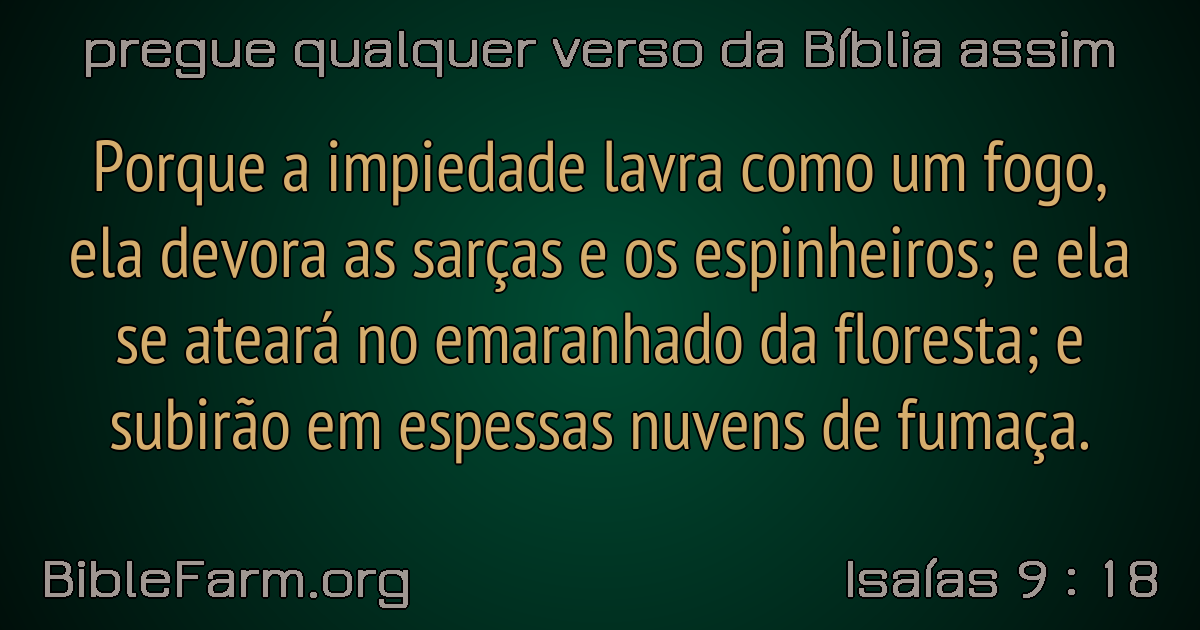 pregue qualquer verso da Bíblia assim
Porque a impiedade lavra como um fogo,
ela devora as sarças e os espinheiros; e ela
se ateará no emaranhado da floresta; e
subirão em espessas nuvens de fumaça.
BibleFarm.org
Isaías 9 : 18